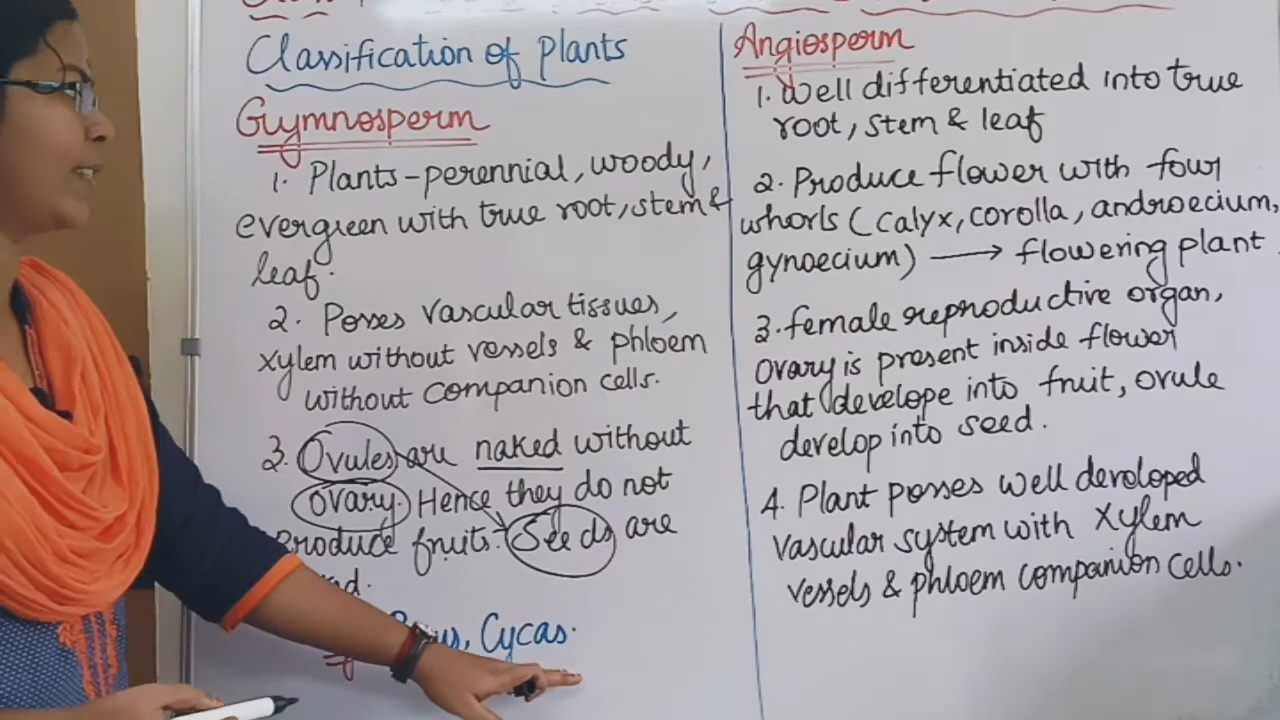 Classification of plants
Gymnosperm
1. Plants - perennial, woody,
evergreen with true root, stem &
leaf.
2. Posses vascular tissues,
xylem without vessels & phloem
without companion cells.
3. Ovules are naked without
ovary. Hence they do not
produce fruits. Seeds are
Cycas.
Angiosperm
1. Well differentiated into true
root, stem & leaf
2. Produce flower with four
whorls (calyx, corolla, androecium,
gynoecium) → flowering plant
3. female reproductive organ,
ovary is present inside flower
that develope into fruit, ovule
develop into seed.
4. Plant posses well developed
vascular system with xylem
vessels & phloem companion cells.